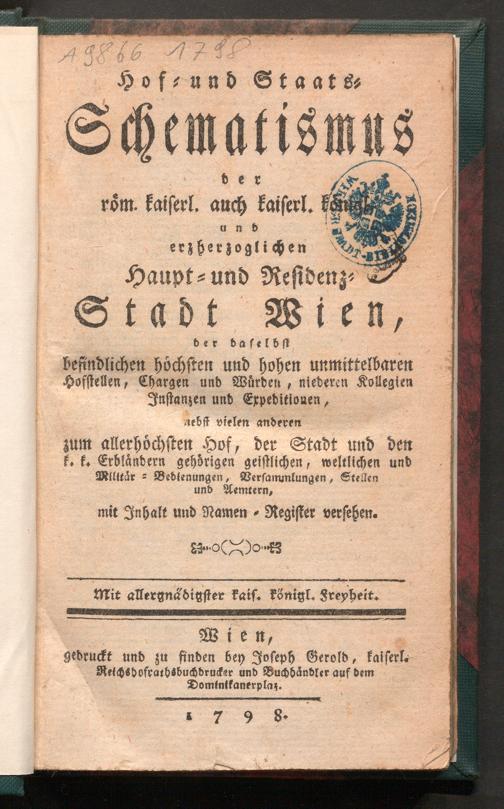 A9866 1798
Hof- und Staats-
Schematismus
der
röm. kaiserl. auch kaiserl. königl.
und
erzherzoglichen
Haupt- und Residenz-
Stadt Wien,
der daselbst
befindlichen höchsten und hohen unmittelbaren
Hofstellen, Chargen und Würden, niederen Kollegien
Instanzen und Expeditionen,
nebst vielen anderen
zum allerhöchsten Hof, der Stadt und den
k. k. Erbländern gehörigen geistlichen, weltlichen und
Militär-Bedienungen, Versammlungen, Stellen
und Aemtern,
mit Inhalt und Namen-Register versehen.
Mit allergnädigster kais. königl. Freyheit.
Wien,
gedruckt und zu finden bey Joseph Gerold, kaiserl.
Reichshofrathsbuchdrucker und Buchhändler auf dem
Dominikanerplaz.
1798.